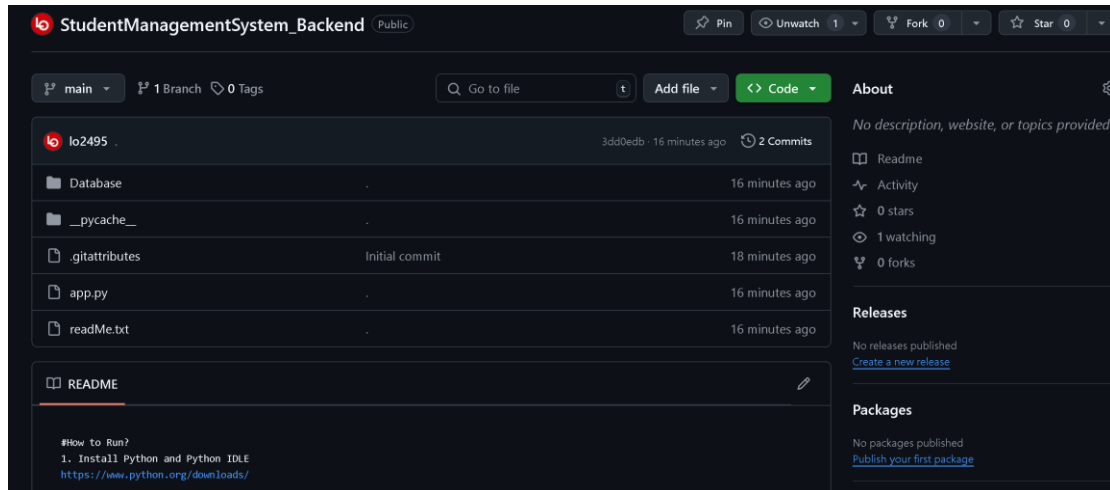 StudentManagementSystem_Backend Public Pin Unwatch 1 Fork 0 Star 0
main 1 Branch 0 Tags Go to file t Add file Code About
No description, website, or topics provided
lo2495 . 3dd0edb · 16 minutes ago 2 Commits
Readme
Database . 16 minutes ago
Activity
__pycache__ . 16 minutes ago
0 stars
.gitattributes Initial commit 18 minutes ago
1 watching
0 forks
app.py . 16 minutes ago
Releases
readMe.txt . 16 minutes ago
No releases published
Create a new release
README
Packages
#How to Run?
No packages published
1. Install Python and Python IDLE
Publish your first package
https://www.python.org/downloads/